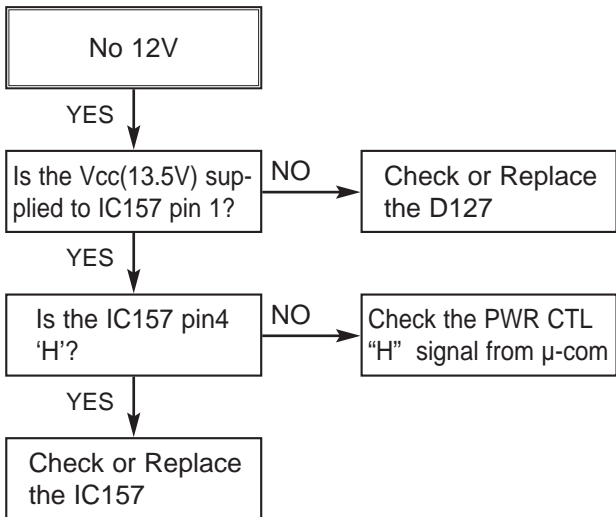 No 12V
YES
Is the Vcc(13.5V) sup-
plied to IC157 pin 1?
NO
Check or Replace
the D127
YES
Is the IC157 pin4
‘H’?
NO
Check the PWR CTL
“H” signal from µ-com
YES
Check or Replace
the IC157